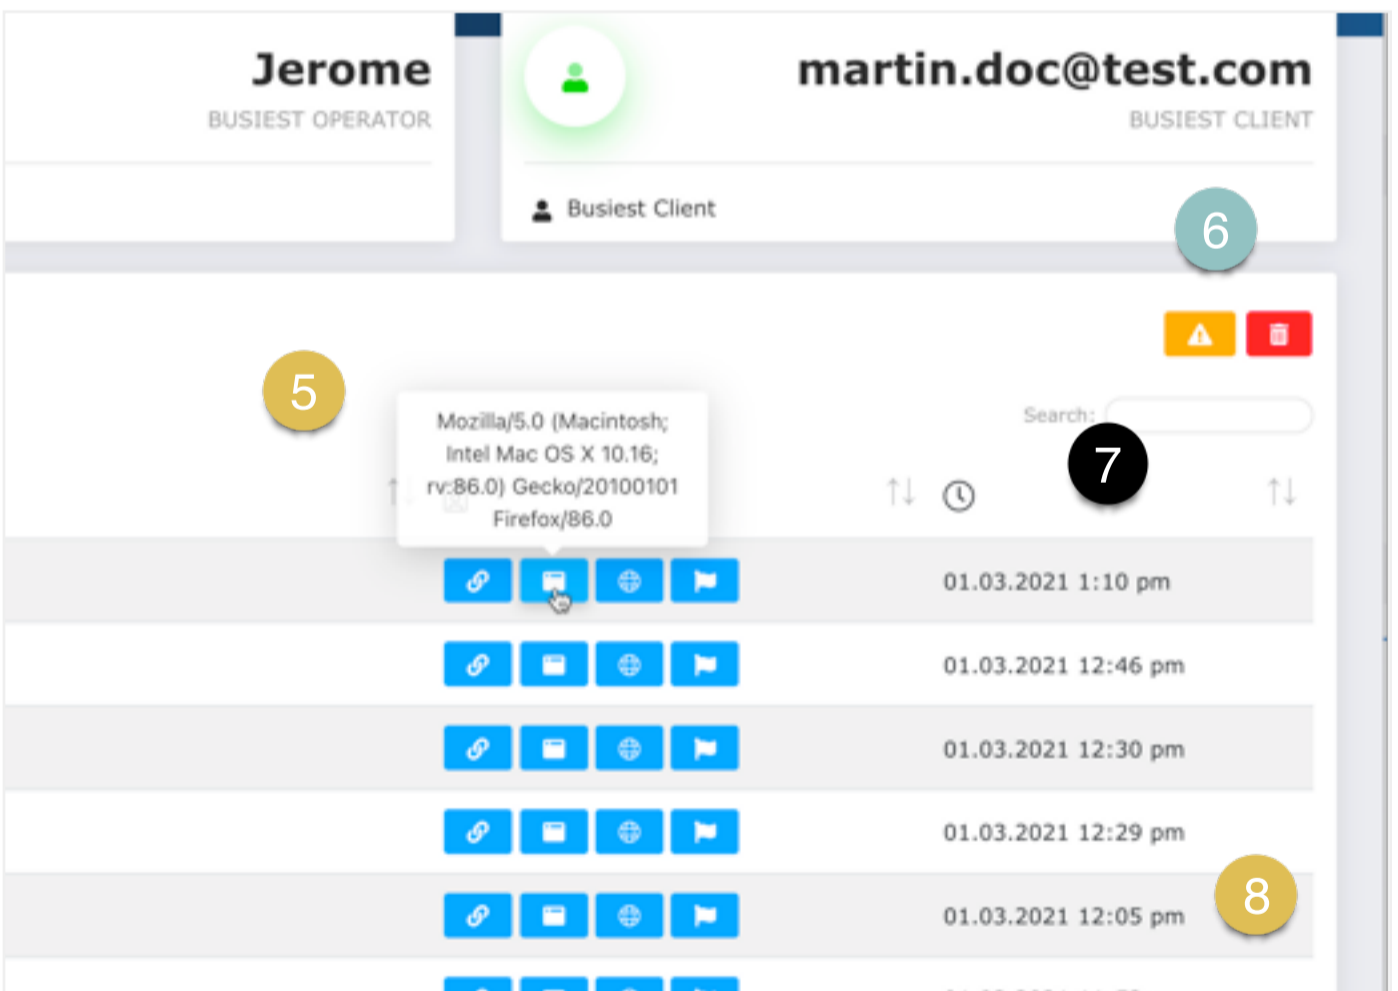 Jerome
BUSIEST OPERATOR
martin.doc@test.com
BUSIEST CLIENT
Busiest Client
6
5
Search:
7
Mozilla/5.0 (Macintosh;
Intel Mac OS X 10.16;
rv:86.0) Gecko/20100101
Firefox/86.0
01.03.2021 1:10 pm
01.03.2021 12:46 pm
01.03.2021 12:30 pm
01.03.2021 12:29 pm
01.03.2021 12:05 pm
8